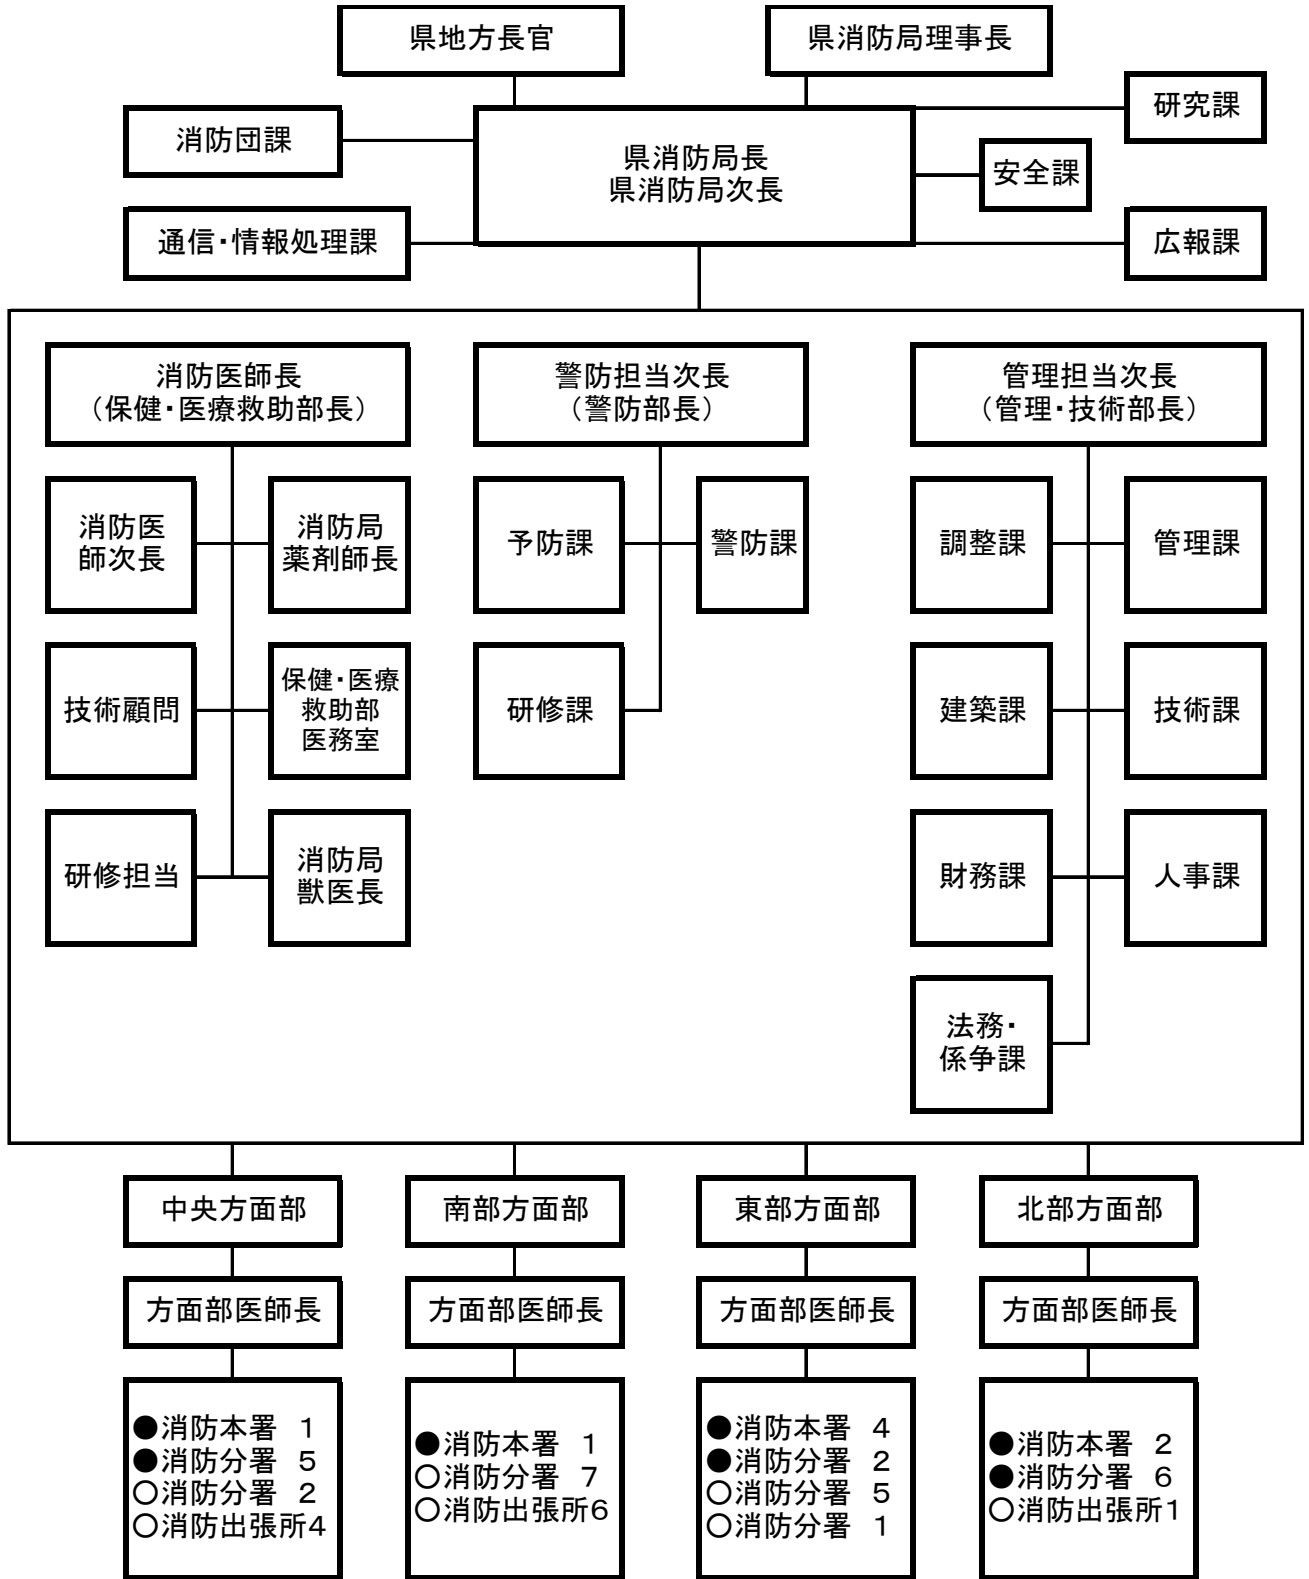 県地方長官
県消防局理事長
研究課
消防団課
県消防局長
県消防局次長
安全課
通信・情報処理課
広報課
消防医師長
（保健・医療救助部長）
警防担当次長
（警防部長）
管理担当次長
（管理・技術部長）
消防医
師次長
消防局
薬剤師長
予防課
警防課
調整課
管理課
技術顧問
保健・医療
救助部
医務室
研修課
建築課
技術課
研修担当
消防局
獣医長
財務課
人事課
法務・
係争課
中央方面部
南部方面部
東部方面部
北部方面部
方面部医師長
方面部医師長
方面部医師長
方面部医師長
●消防本署　1
●消防分署　5
○消防分署　2
○消防出張所4
●消防本署　1
○消防分署　7
○消防出張所6
●消防本署　4
●消防分署　2
○消防分署　5
○消防分署　1
●消防本署　2
●消防分署　6
○消防出張所1